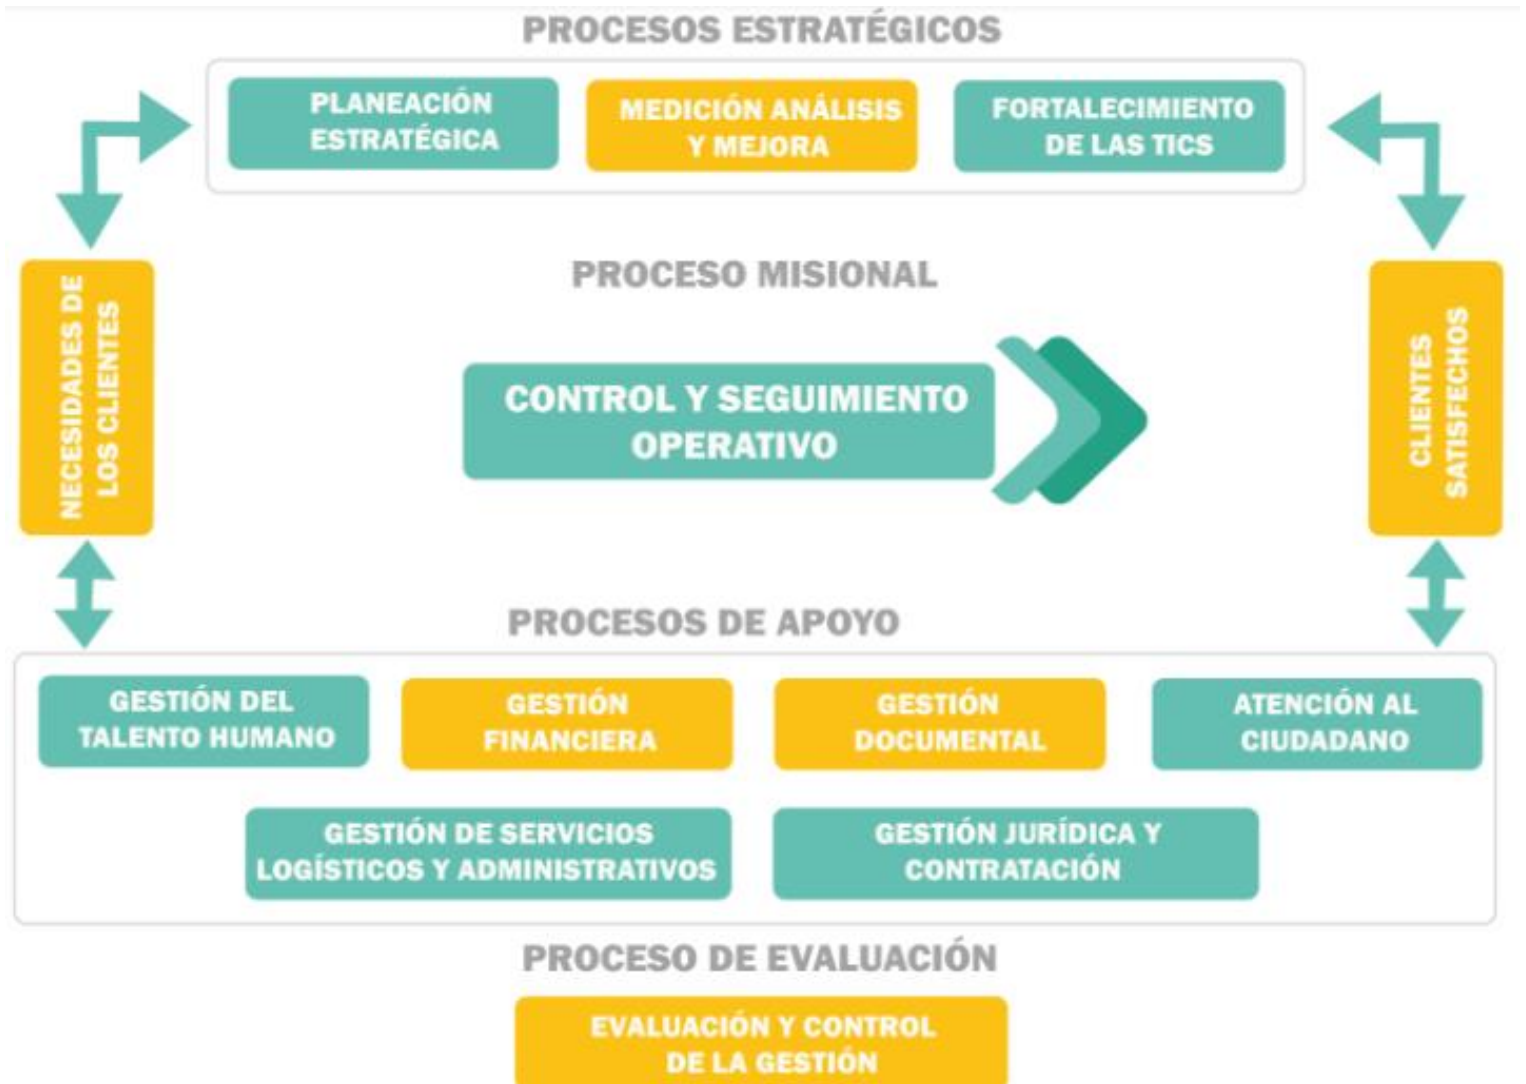 PROCESOS ESTRATÉGICOS
PLANEACIÓN
ESTRATÉGICA
MEDICIÓN ANÁLISIS
Y MEJORA
FORTALECIMIENTO
DE LAS TICS
NECESIDADES DE
LOS CLIENTES
PROCESO MISIONAL
CONTROL Y SEGUIMIENTO
OPERATIVO
CLIENTES
SATISFECHOS
PROCESOS DE APOYO
GESTIÓN DEL
TALENTO HUMANO
GESTIÓN
FINANCIERA
GESTIÓN
DOCUMENTAL
ATENCIÓN AL
CIUDADANO
GESTIÓN DE SERVICIOS
LOGÍSTICOS Y ADMINISTRATIVOS
GESTIÓN JURÍDICA Y
CONTRATACIÓN
PROCESO DE EVALUACIÓN
EVALUACIÓN Y CONTROL
DE LA GESTIÓN